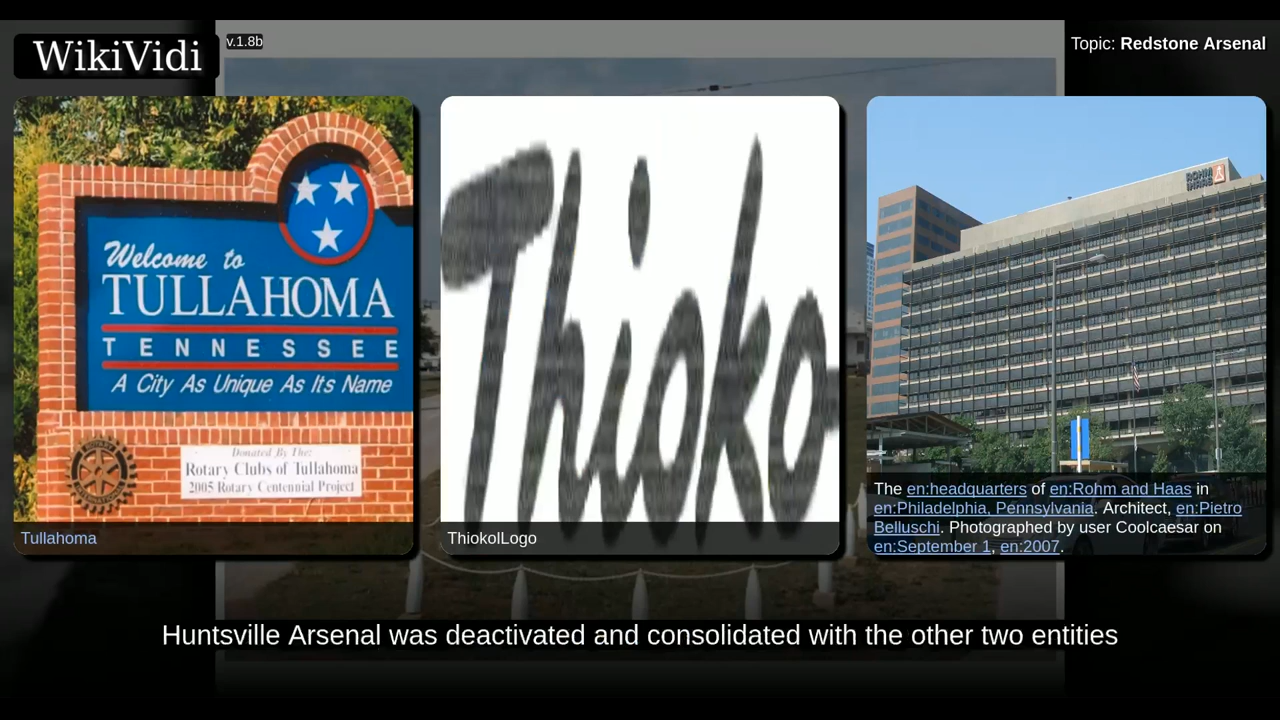 WikiVidi
v.1.8b
Topic: Redstone Arsenal
Welcome to
TULLAHOMA
TENNESSEE
A City As Unique As Its Name
Donated By The:
Rotary Clubs of Tullahoma
2005 Rotary Centennial Project
Tullahoma
Thioko
ThiokolLogo
ROHM
HAAS
The en:headquarters of en:Rohm and Haas in
en:Philadelphia, Pennsylvania. Architect, en:Pietro
Belluschi. Photographed by user Coolcaesar on
en:September 1, en:2007.
Huntsville Arsenal was deactivated and consolidated with the other two entities